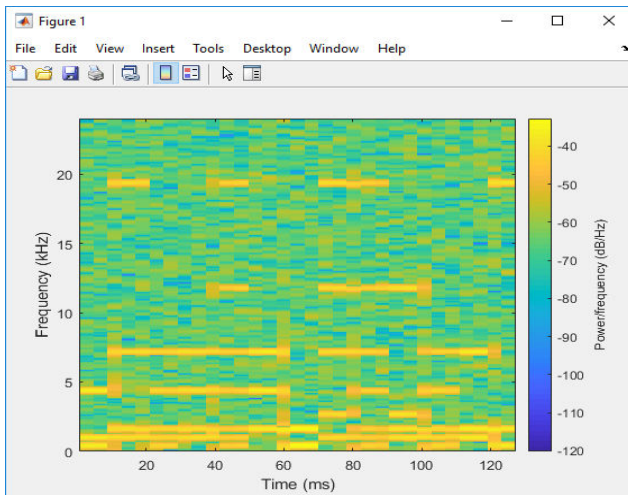 Figure 1
File Edit View Insert Tools Desktop Window Help
20
15
10
5
0
Frequency (kHz)
20 40 60 80 100 120
Time (ms)
-40
-50
-60
-70
-80
-90
-100
-110
-120
Power/frequency (dB/Hz)